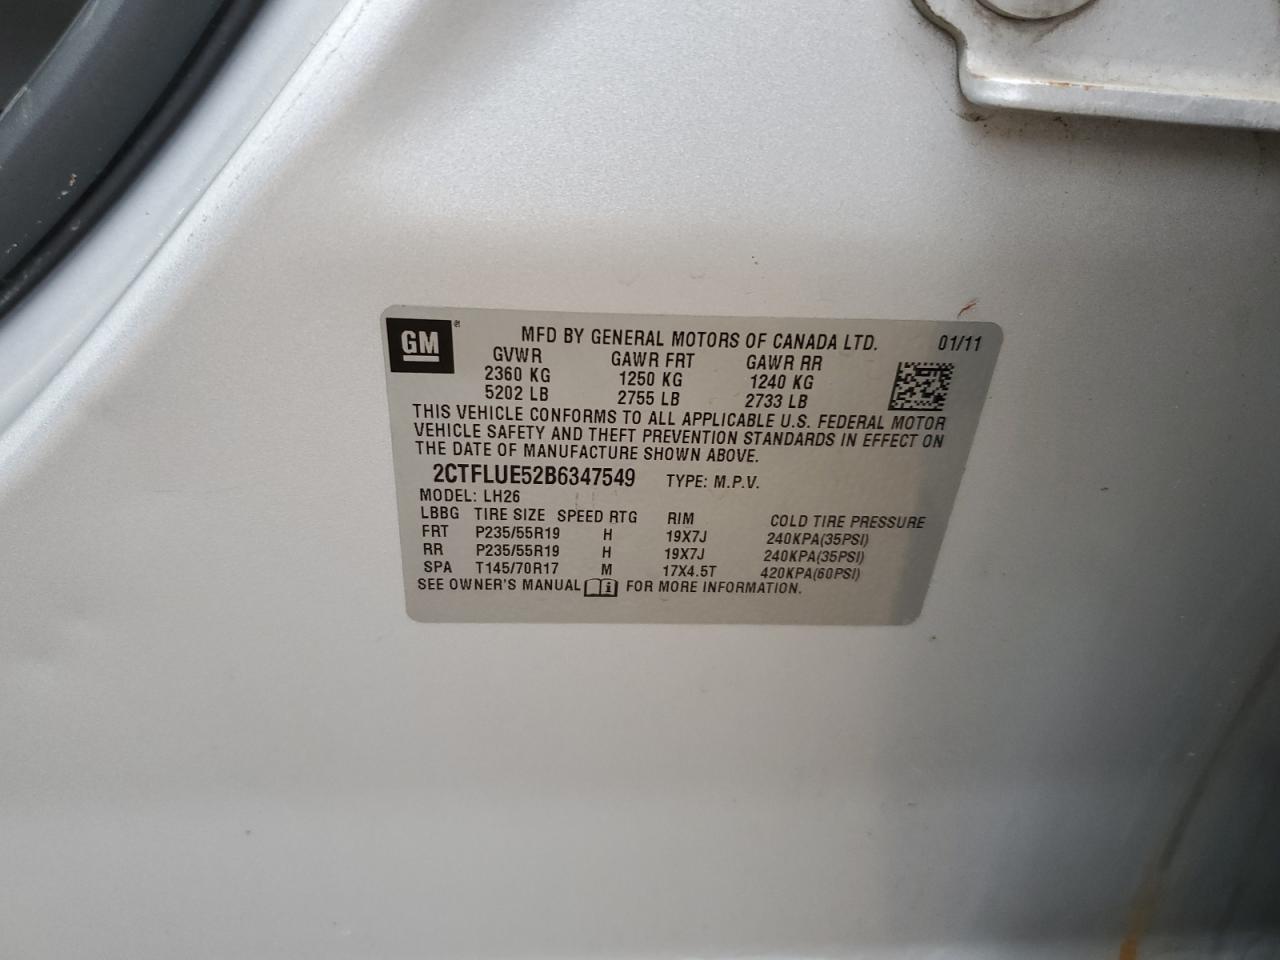 GM ® MFD BY GENERAL MOTORS OF CANADA LTD. 01/11
GVWR GAWR FRT GAWR RR
2360 KG 1250 KG 1240 KG
5202 LB 2755 LB 2733 LB
THIS VEHICLE CONFORMS TO ALL APPLICABLE U.S. FEDERAL MOTOR
VEHICLE SAFETY AND THEFT PREVENTION STANDARDS IN EFFECT ON
THE DATE OF MANUFACTURE SHOWN ABOVE.
2CTFLUE52B6347549 TYPE: M.P.V.
MODEL: LH26
LBBG TIRE SIZE SPEED RTG RIM COLD TIRE PRESSURE
FRT P235/55R19 H 19X7J 240KPA(35PSI)
RR P235/55R19 H 19X7J 240KPA(35PSI)
SPA T145/70R17 M 17X4.5T 420KPA(60PSI)
SEE OWNER'S MANUAL i FOR MORE INFORMATION.